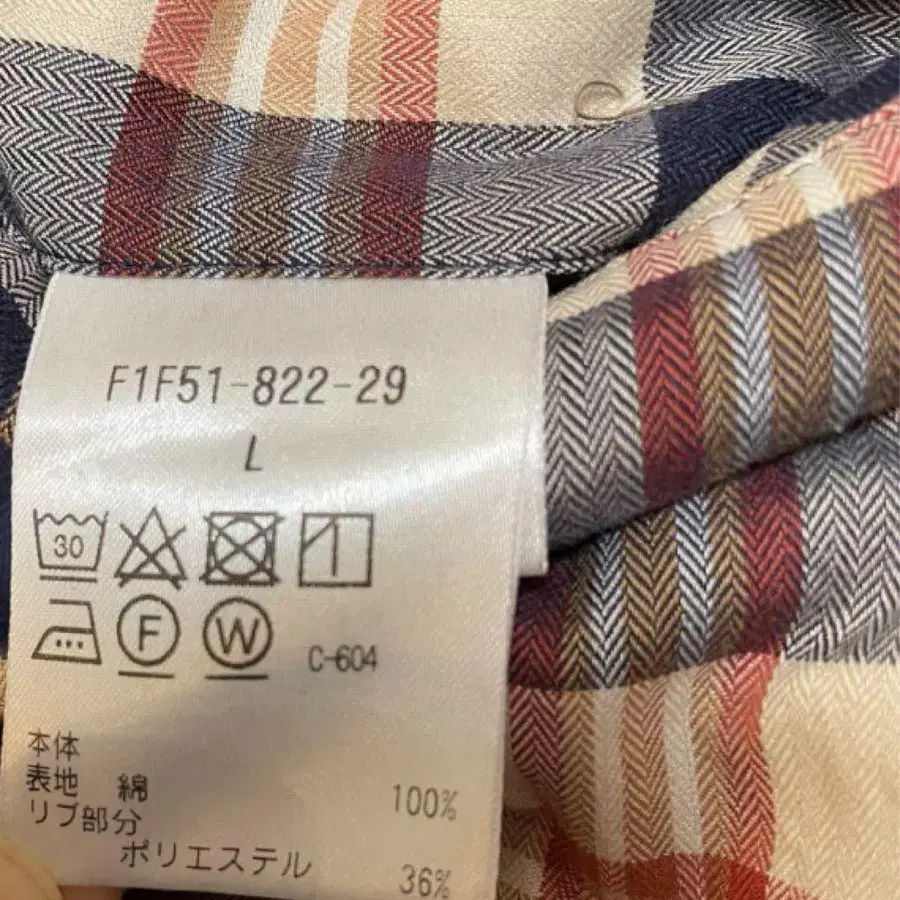 F1F51-822-29
L
30
F W C-604
本体
表地 綿 100%
リブ部分
ポリエステル 36%